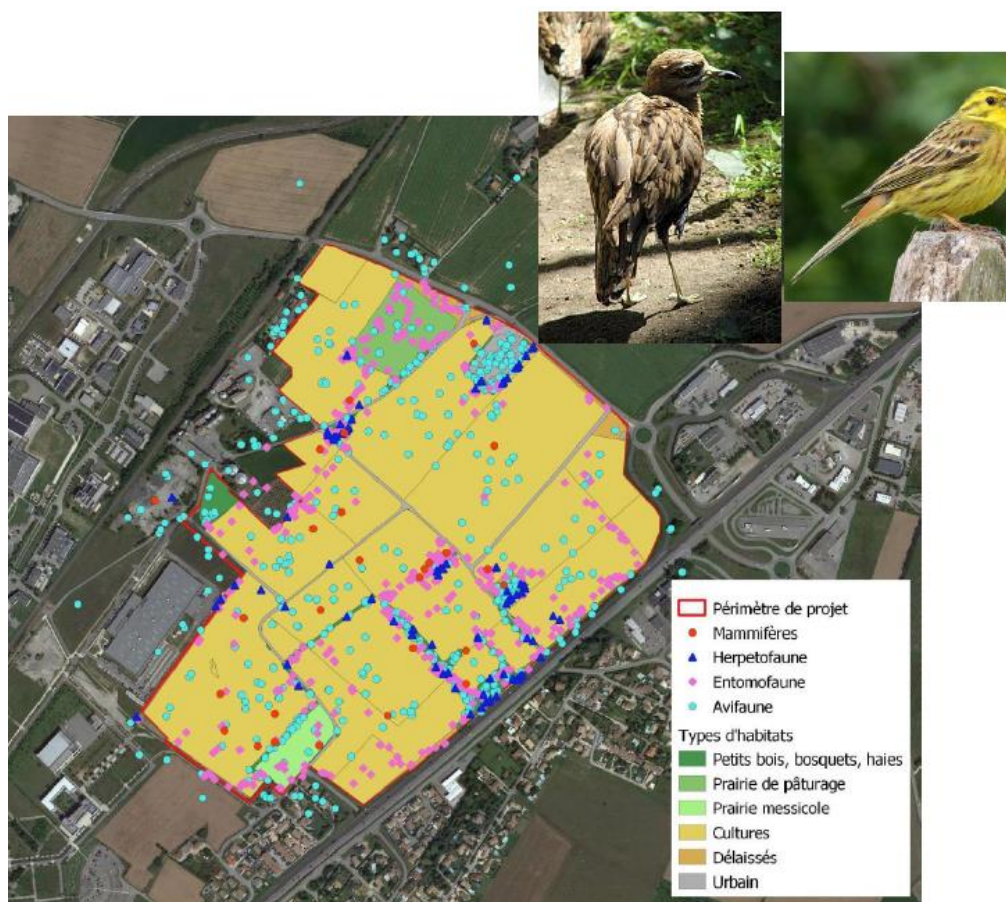 Périmètre de projet
Mammifères
Herpetofaune
Entomofaune
Avifaune
Types d'habitats
Petits bois, bosquets, haies
Prairie de pâturage
Prairie messicole
Cultures
Délaissés
Urbain